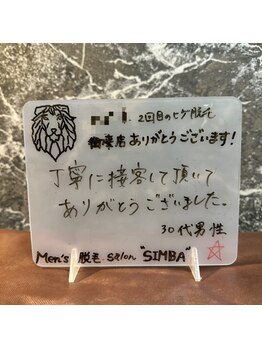 2回目のヒゲ脱毛
御来店ありがとうございます!
丁寧に接客して頂いて
ありがとうございました。
30代男性
Men's 脱毛 salon "SIMBA"